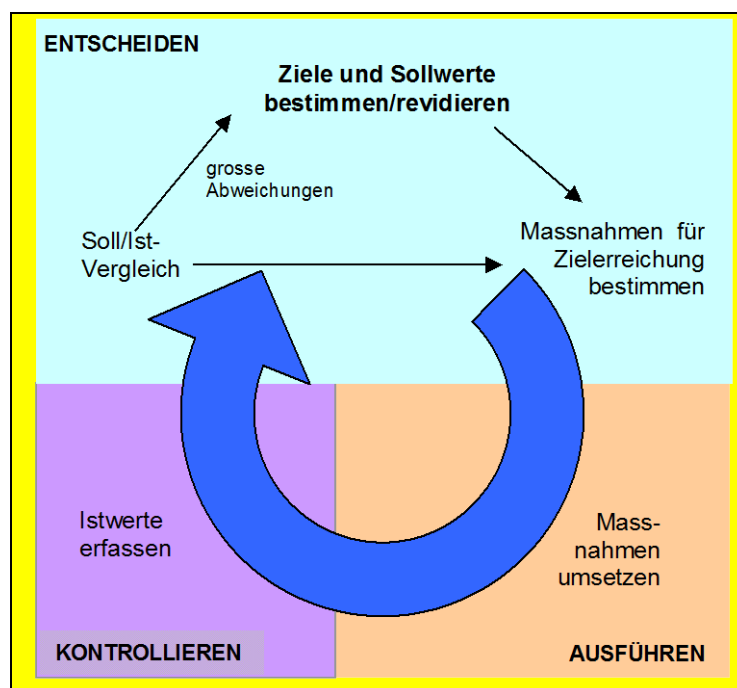 ENTSCHEIDEN
Ziele und Sollwerte
bestimmen/revidieren
grosse
Abweichungen
Soll/Ist-
Vergleich
Massnahmen für
Zielerreichung
bestimmen
Istwerte
erfassen
Mass-
nahmen
umsetzen
KONTROLLIEREN
AUSFÜHREN